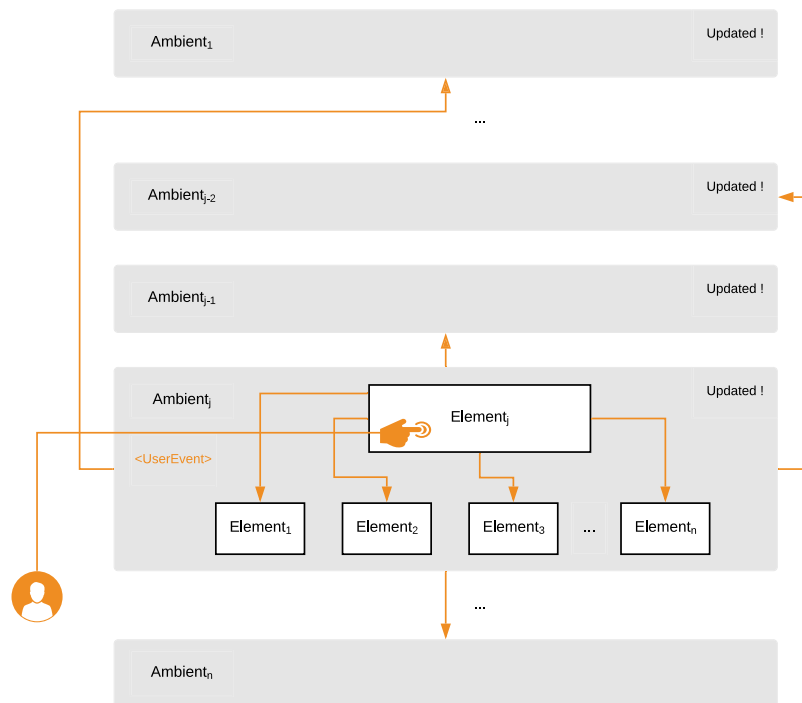 Ambient₁
Updated !
...
Ambientⱼ₋₂
Updated !
Ambientⱼ₋₁
Updated !
Ambientⱼ
Updated !
Elementⱼ
<UserEvent>
Element₁
Element₂
Element₃
...
Elementₙ
...
Ambientₙ